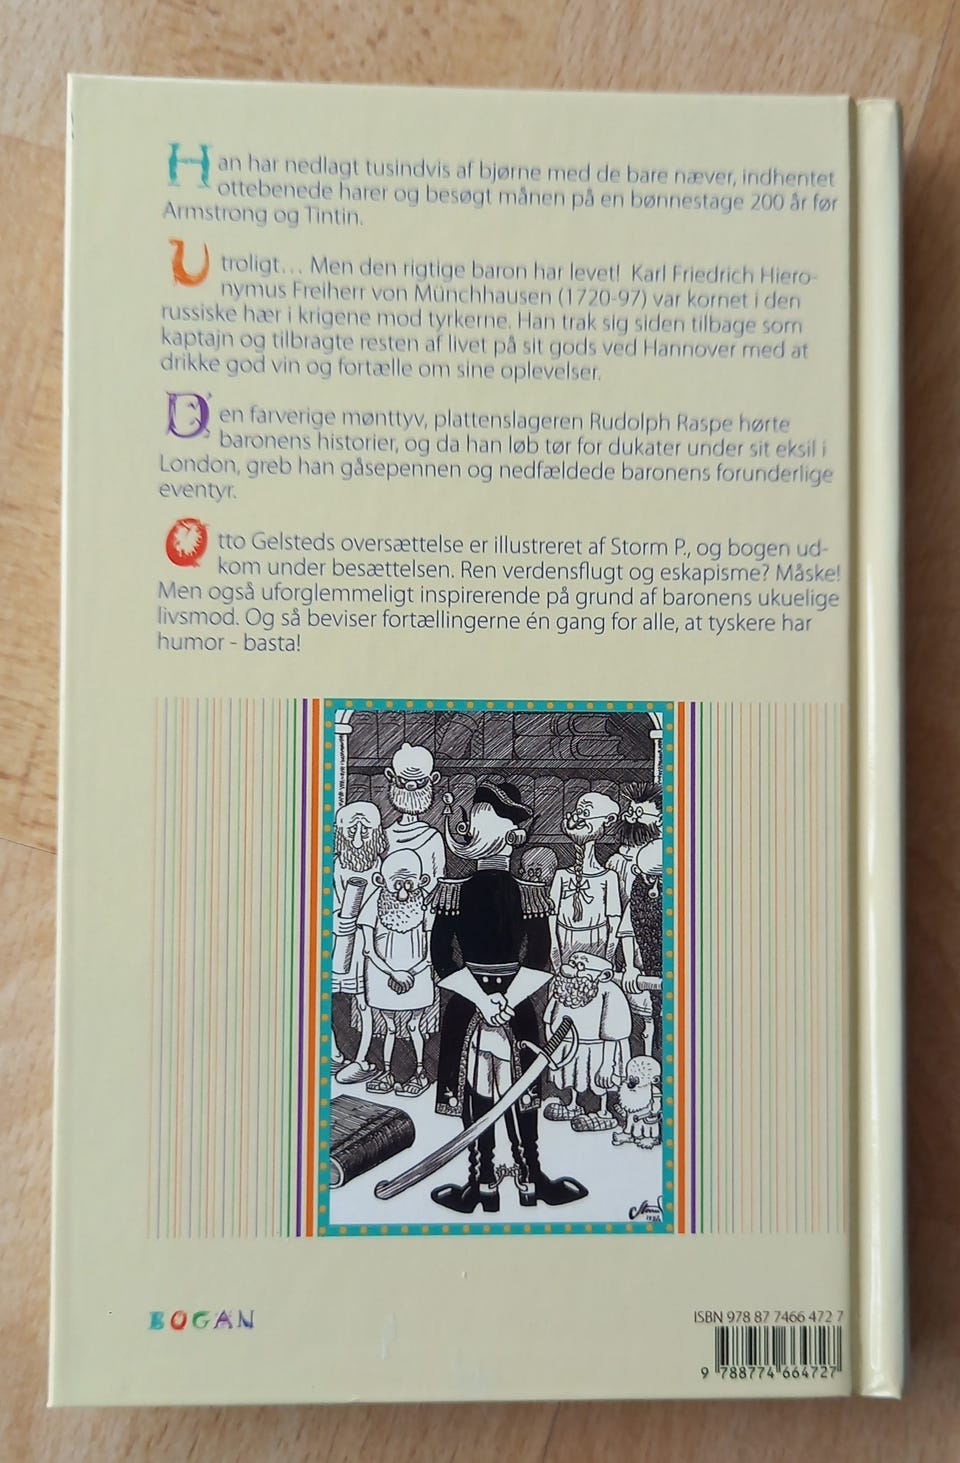 Han har nedlagt tusindvis af bjørne med de bare næver, indhentet
ottebenede harer og besøgt månen på en bønnestage 200 år før
Armstrong og Tintin.
Utroligt... Men den rigtige baron har levet! Karl Friedrich Hiero-
nymus Freiherr von Münchhausen (1720-97) var kornet i den
russiske hær i krigene mod tyrkerne. Han trak sig siden tilbage som
kaptajn og tilbragte resten af livet på sit gods ved Hannover med at
drikke god vin og fortælle om sine oplevelser.
Den farverige mønttyv, plattenslageren Rudolph Raspe hørte
baronens historier, og da han løb tør for dukater under sit eksil i
London, greb han gåsepennen og nedfældede baronens forunderlige
eventyr.
Otto Gelsteds oversættelse er illustreret af Storm P., og bogen ud-
kom under besættelsen. Ren verdensflugt og eskapisme? Måske!
Men også uforglemmeligt inspirerende på grund af baronens ukuelige
livsmod. Og så beviser fortællingerne én gang for alle, at tyskere har
humor - basta!
BOGAN
ISBN 978 87 7466 472 7
9 788774 664727